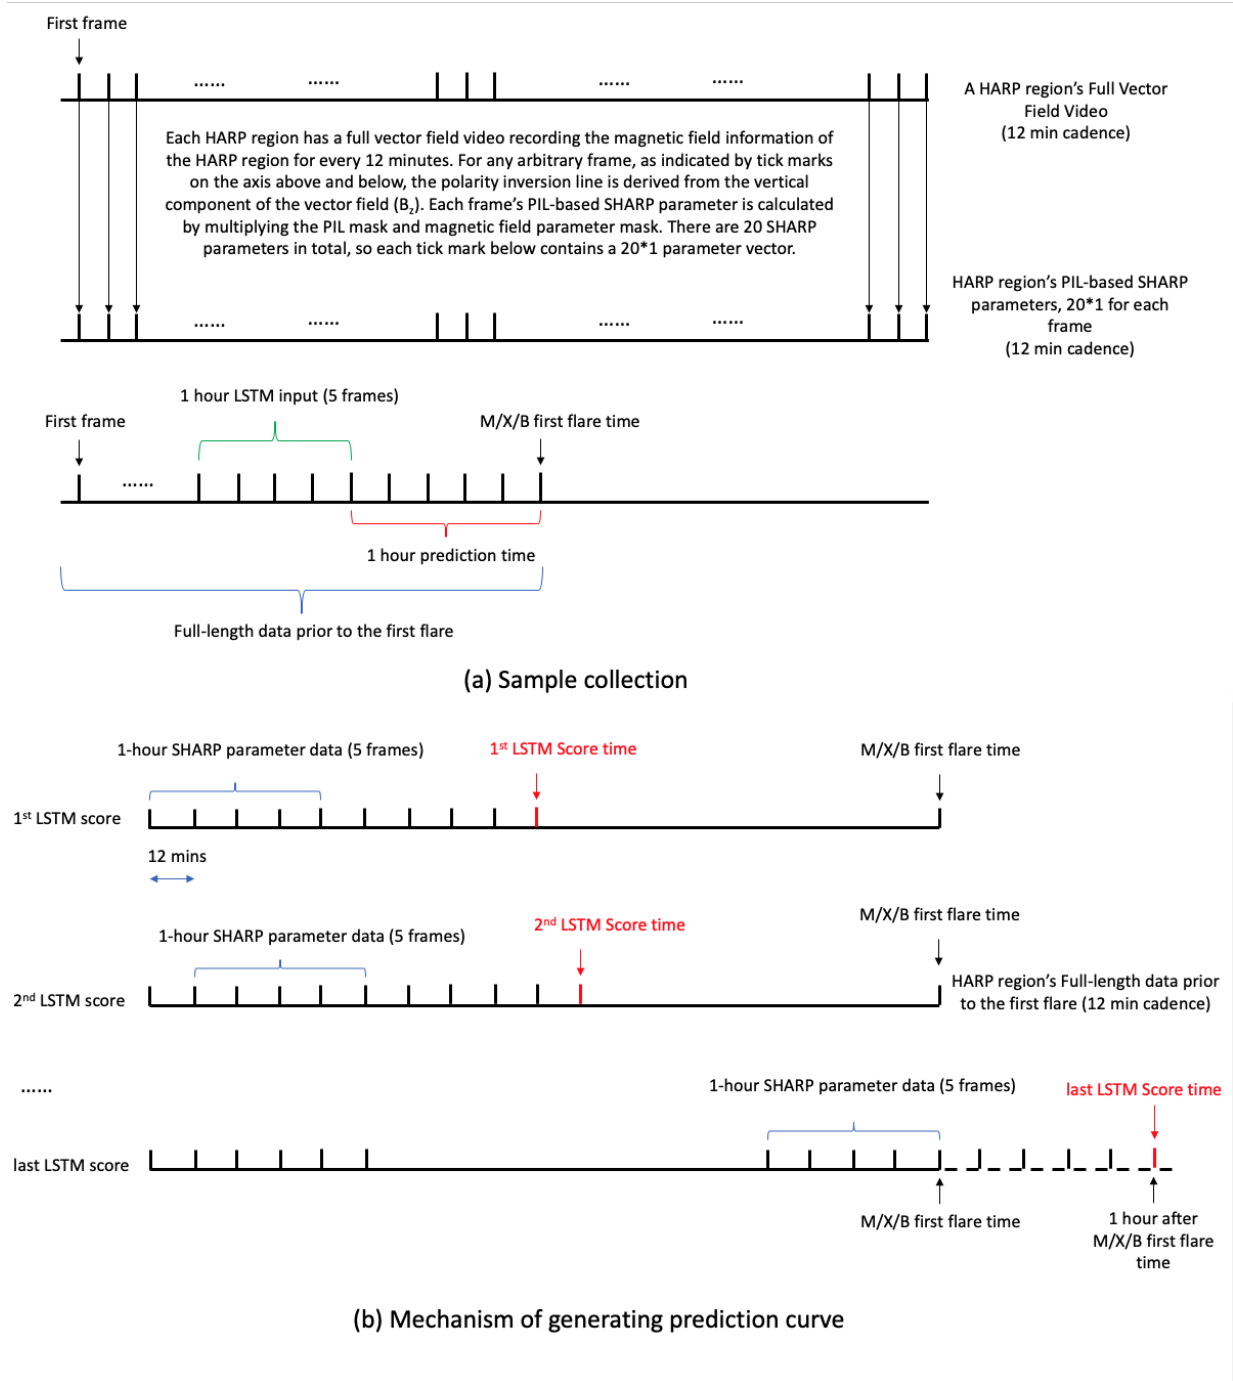 First frame
...... ...... ...... ......
A HARP region's Full Vector
Field Video
(12 min cadence)
Each HARP region has a full vector field video recording the magnetic field information of
the HARP region for every 12 minutes. For any arbitrary frame, as indicated by tick marks
on the axis above and below, the polarity inversion line is derived from the vertical
component of the vector field (Bz). Each frame's PIL-based SHARP parameter is calculated
by multiplying the PIL mask and magnetic field parameter mask. There are 20 SHARP
parameters in total, so each tick mark below contains a 20*1 parameter vector.
HARP region's PIL-based SHARP
parameters, 20*1 for each
frame
(12 min cadence)
...... ...... ...... ......
1 hour LSTM input (5 frames)
First frame
M/X/B first flare time
......
1 hour prediction time
Full-length data prior to the first flare
(a) Sample collection
1-hour SHARP parameter data (5 frames)
1st LSTM Score time
M/X/B first flare time
1st LSTM score
12 mins
M/X/B first flare time
2nd LSTM Score time
1-hour SHARP parameter data (5 frames)
HARP region's Full-length data prior
to the first flare (12 min cadence)
2nd LSTM score
......
1-hour SHARP parameter data (5 frames)
last LSTM Score time
last LSTM score
M/X/B first flare time
1 hour after
M/X/B first flare
time
(b) Mechanism of generating prediction curve